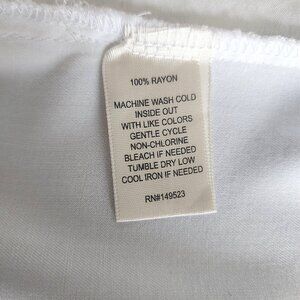 100% RAYON
MACHINE WASH COLD
INSIDE OUT
WITH LIKE COLORS
GENTLE CYCLE
NON-CHLORINE
BLEACH IF NEEDED
TUMBLE DRY LOW
COOL IRON IF NEEDED
RN#149523